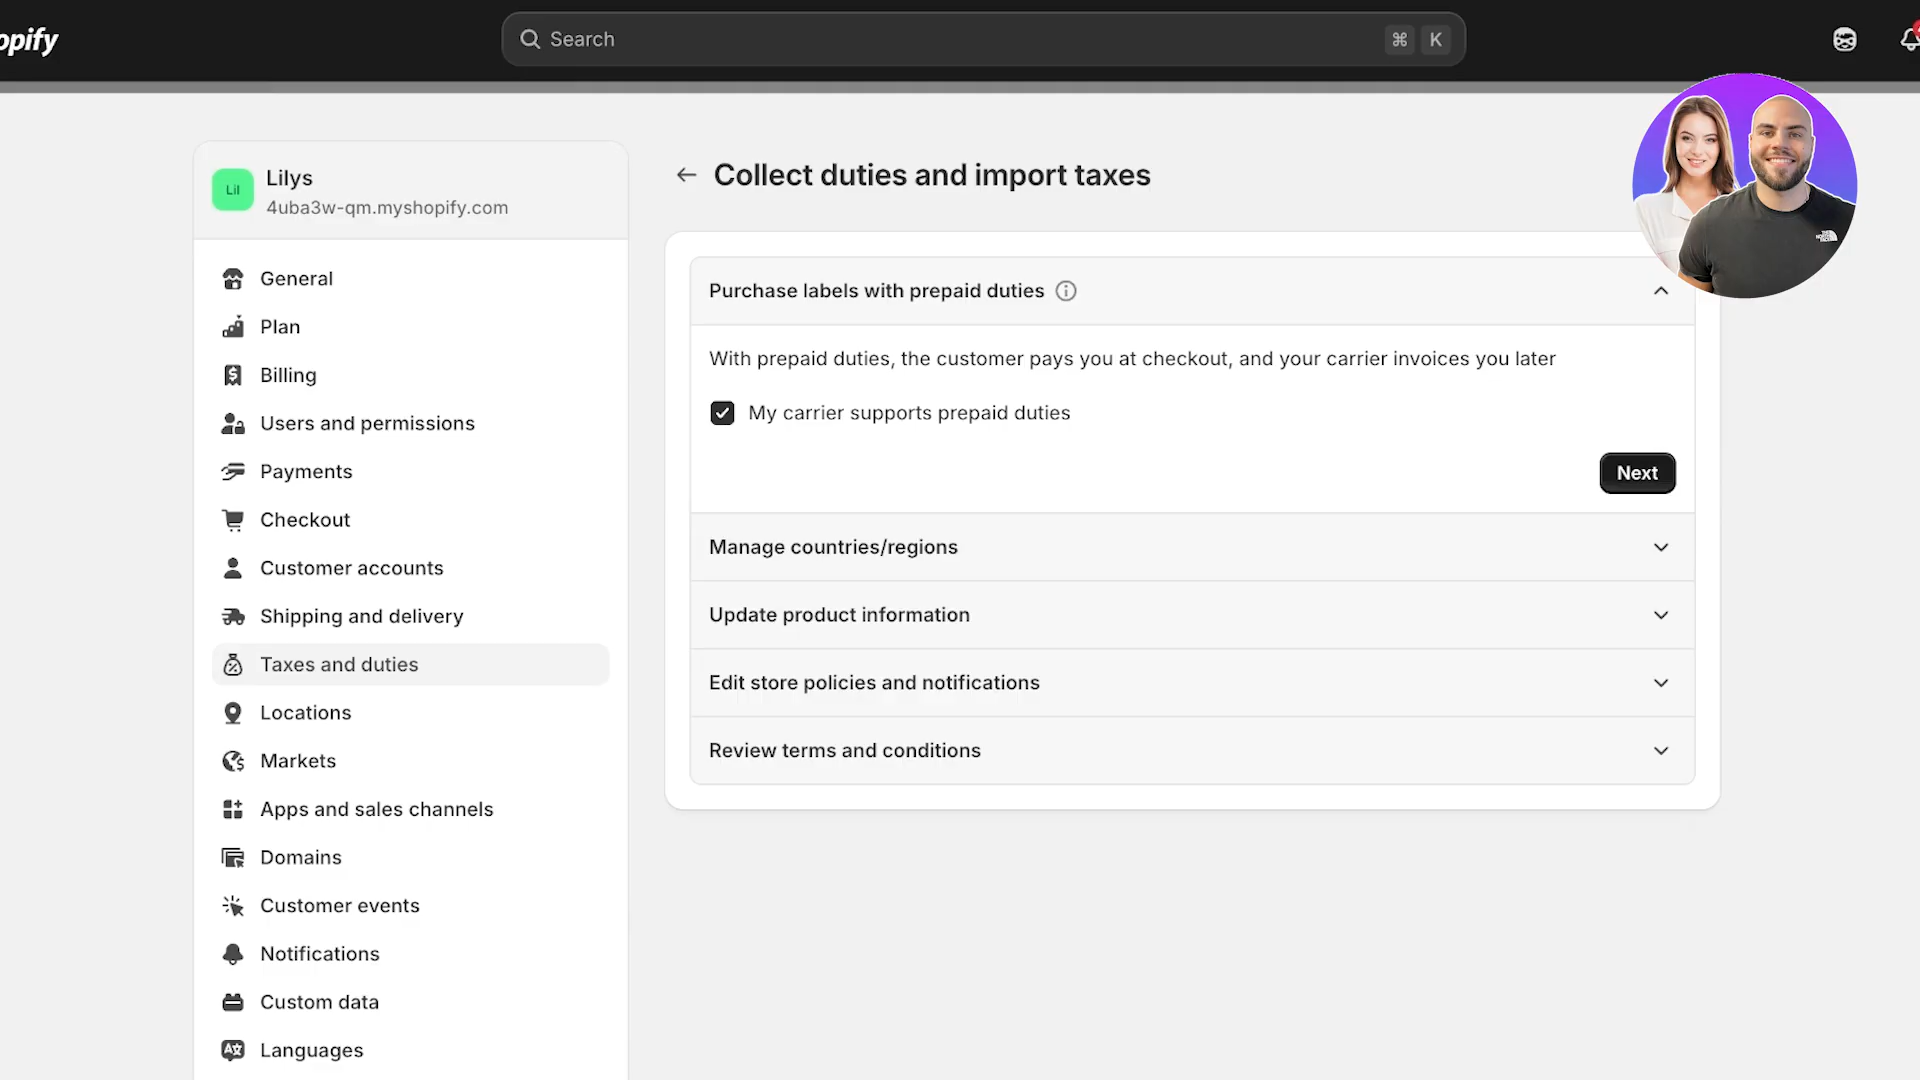 opify
Search
⌘ K
Lil
Lilys
4uba3w-qm.myshopify.com
General
Plan
Billing
Users and permissions
Payments
Checkout
Customer accounts
Shipping and delivery
Taxes and duties
Locations
Markets
Apps and sales channels
Domains
Customer events
Notifications
Custom data
Languages
Collect duties and import taxes
Purchase labels with prepaid duties
With prepaid duties, the customer pays you at checkout, and your carrier invoices you later
My carrier supports prepaid duties
Next
Manage countries/regions
Update product information
Edit store policies and notifications
Review terms and conditions
THE
NORTH
FACE